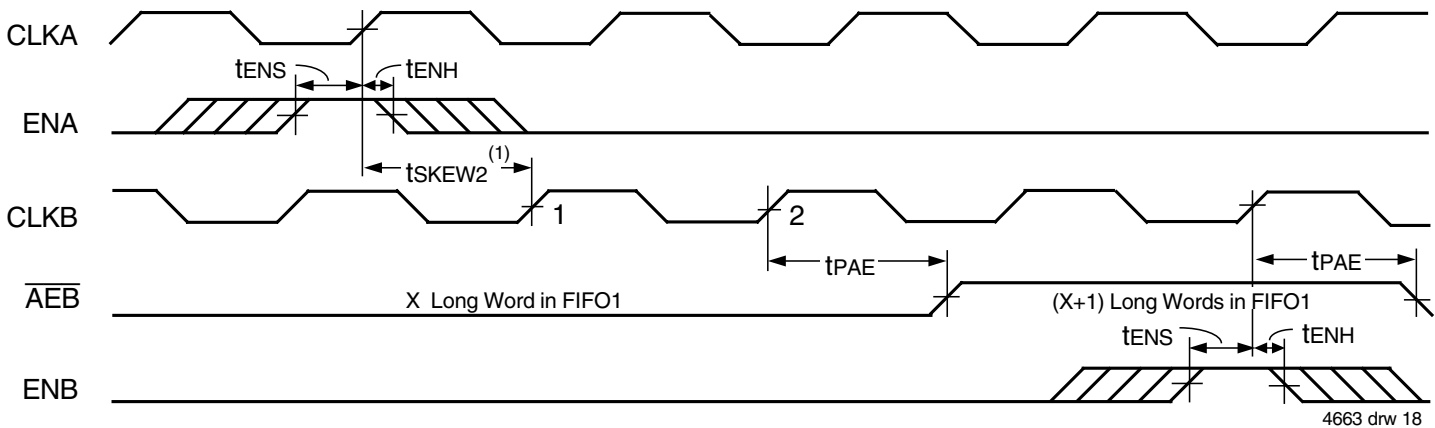 CLKA
tENS
tENH
ENA
tSKEW2(1)
CLKB
1
2
tPAE
tPAE
AEB
X Long Word in FIFO1
(X+1) Long Words in FIFO1
tENS
tENH
ENB
4663 drw 18